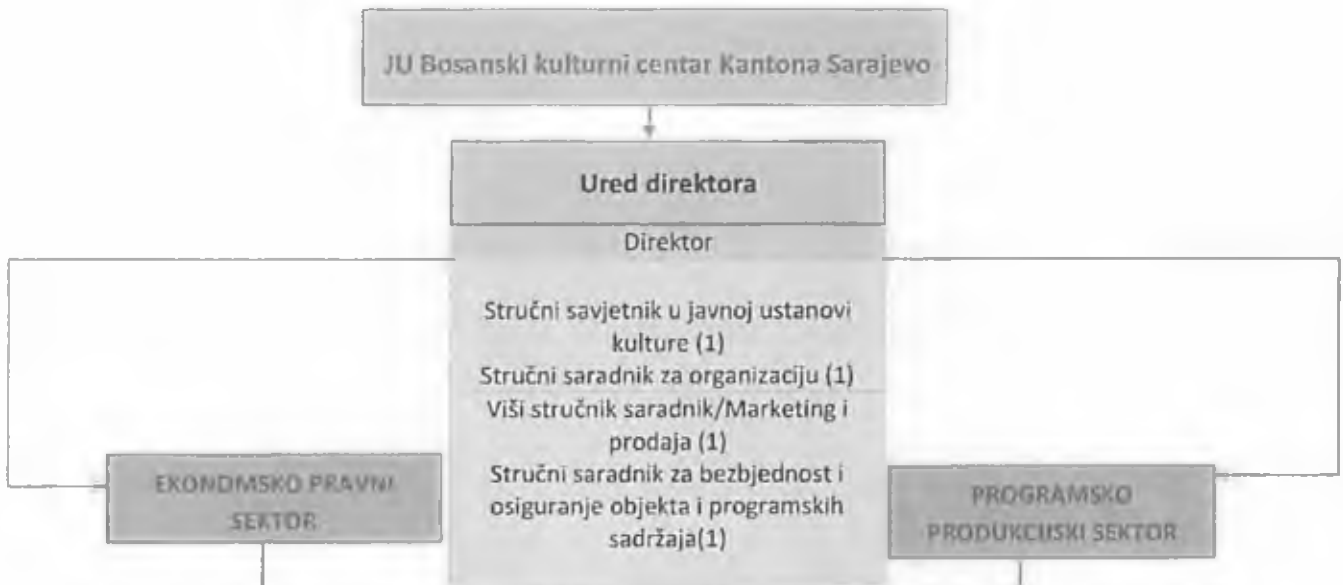 JU Bosanski kulturni centar Kantona Sarajevo
Ured direktora
Direktor
Stručni savjetnik u javnoj ustanovi
kulture (1)
Stručni saradnik za organizaciju (1)
Viši stručnik saradnik/Marketing i
prodaja (1)
Stručni saradnik za bezbjednost i
osiguranje objekta i programskih
sadržaja(1)
EKONOMSKO PRAVNI
SEKTOR
PROGRAMSKO
PRODUKCIJSKI SEKTOR